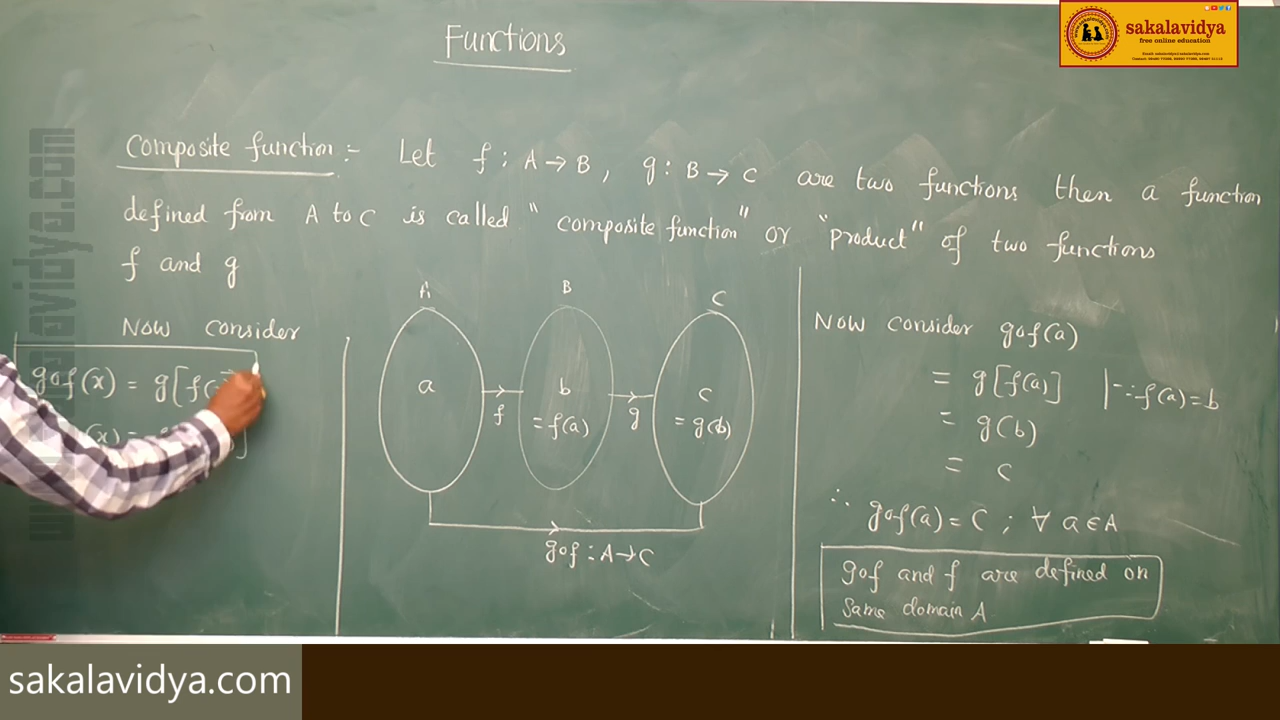 Functions
sakalavidya
free online education
Composite function :- Let f : A → B , g : B → C are two functions then a function
defined from A to C is called " composite function" or "product" of two functions
f and g
Now consider
gof(x) = g[f(
(x) =
A
B
C
a
b
= f(a)
c
= g(b)
f
g
gof : A→C
Now consider gof(a)
= g[f(a)] | ∵ f(a) = b
= g(b)
= c
∴ gof(a) = C ; ∀ a ∈ A
gof and f are defined on
same domain A
sakalavidya.com